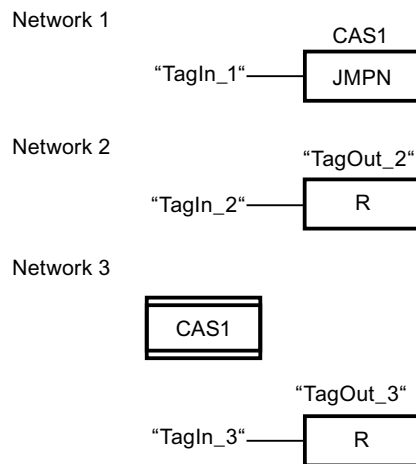 Network 1
CAS1
“TagIn_1“
JMPN
Network 2
“TagOut_2“
“TagIn_2“
R
Network 3
CAS1
“TagOut_3“
“TagIn_3“
R